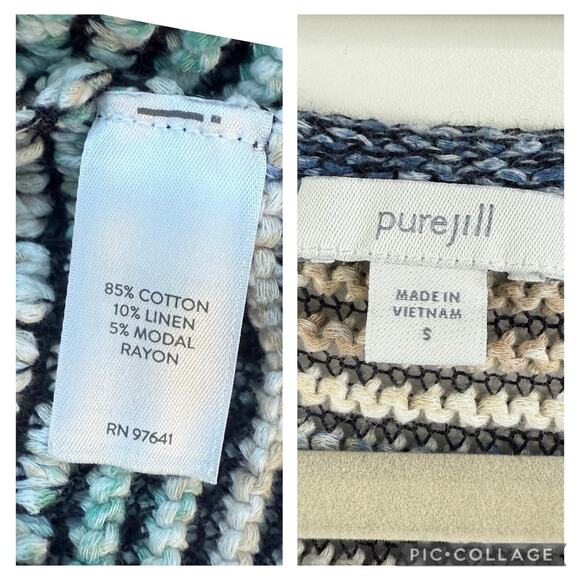 85% COTTON
10% LINEN
5% MODAL
RAYON
RN 97641
purejill
MADE IN
VIETNAM
S
PIC•COLLAGE